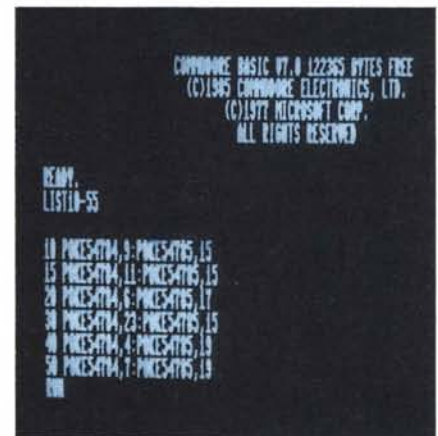 COMMODORE BASIC V7.0 122365 BYTES FREE
(C)1985 COMMODORE ELECTRONICS, LTD.
(C)1977 MICROSOFT CORP.
ALL RIGHTS RESERVED
READY.
LIST10-55
10 POKE54784,9:POKE54785,15
15 POKE54784,11:POKE54785,15
20 POKE54784,6:POKE54785,17
30 POKE54784,23:POKE54785,15
40 POKE54784,4:POKE54785,19
50 POKE54784,7:POKE54785,19
RUN